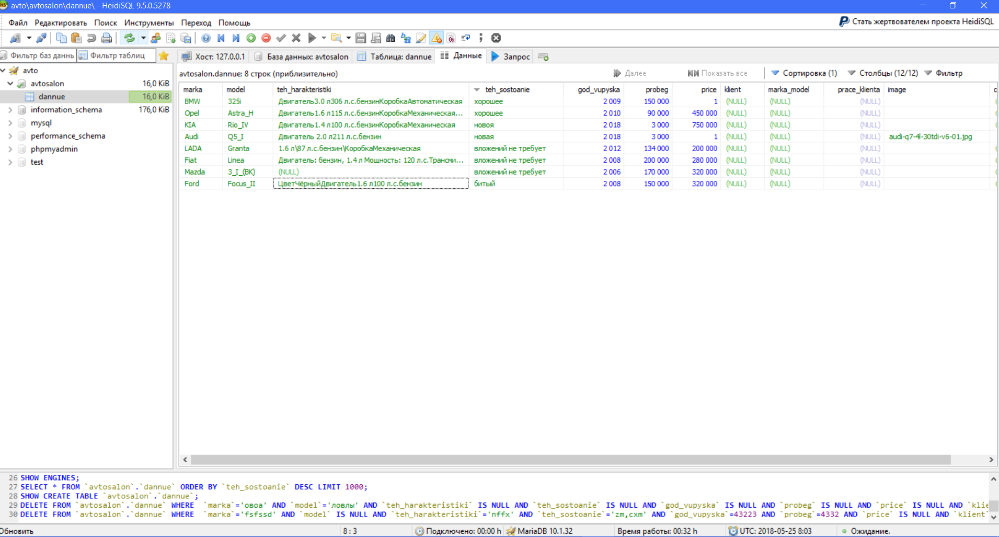 avto\avtosalon\dannue\ - HeidiSQL 9.5.0.5278
Файл Редактировать Поиск Инструменты Переход Помощь
Стать жертвователем проекта HeidiSQL
Фильтр баз даннь Фильтр таблиц
Хост: 127.0.0.1 База данных: avtosalon Таблица: dannue Данные Запрос
avto
avtosalon 16,0 KiB
dannue 16,0 KiB
information_schema 176,0 KiB
mysql
performance_schema
phpmyadmin
test
avtosalon.dannue: 8 строк (приблизительно) Далее Показать все Сортировка (1) Столбцы (12/12) Фильтр
marka model teh_harakteristiki teh_sostoanie god_vupyska probeg price klient marka_model prace_klienta image
BMW 325i Двигатель3.0 л306 л.с.бензинКоробкаАвтоматическая хорошее 2 009 150 000 1 (NULL) (NULL) (NULL)
Opel Astra_H Двигатель1.6 л115 л.с.бензинКоробкаМеханическая... хорошее 2 010 90 000 450 000 (NULL) (NULL) (NULL)
KIA Rio_IV Двигатель1.4 л100 л.с.бензинКоробкаМеханическая новоя 2 018 3 000 750 000 (NULL) (NULL) (NULL)
Audi Q5_I Двигатель 2.0 л211 л.с.бензин новая 2 018 3 000 1 (NULL) (NULL) (NULL) audi-q7-4l-30tdi-v6-01.jpg
LADA Granta 1.6 л\87 л.с.бензин\КоробкаМеханическая вложений не требует 2 012 134 000 200 000 (NULL) (NULL) (NULL)
Fiat Linea Двигатель: бензин, 1.4 л Мощность: 120 л.с.Трансми... вложений не требует 2 008 200 000 280 000 (NULL) (NULL) (NULL)
Mazda 3_I_(BK) (NULL) вложений не требует 2 006 170 000 320 000 (NULL) (NULL) (NULL)
Ford Focus_II ЦветЧёрныйДвигатель1.6 л100 л.с.бензин битый 2 008 150 000 320 000 (NULL) (NULL) (NULL)
26 SHOW ENGINES;
27 SELECT * FROM `avtosalon`.`dannue` ORDER BY `teh_sostoanie` DESC LIMIT 1000;
28 SHOW CREATE TABLE `avtosalon`.`dannue`;
29 DELETE FROM `avtosalon`.`dannue` WHERE `marka`='овоа' AND `model`='ловлы' AND `teh_harakteristiki` IS NULL AND `teh_sostoanie` IS NULL AND `god_vupyska` IS NULL AND `probeg` IS NULL AND `price` IS NULL AND `klie
30 DELETE FROM `avtosalon`.`dannue` WHERE `marka`='fsfssd' AND `model` IS NULL AND `teh_harakteristiki`='nffx' AND `teh_sostoanie`='zm,cxm' AND `god_vupyska`=43223 AND `probeg`=4332 AND `price` IS NULL AND `klient`
Обновить 8 : 3 Подключено: 00:00 h MariaDB 10.1.32 Время работы: 00:32 h UTC: 2018-05-25 8:03 Ожидание.